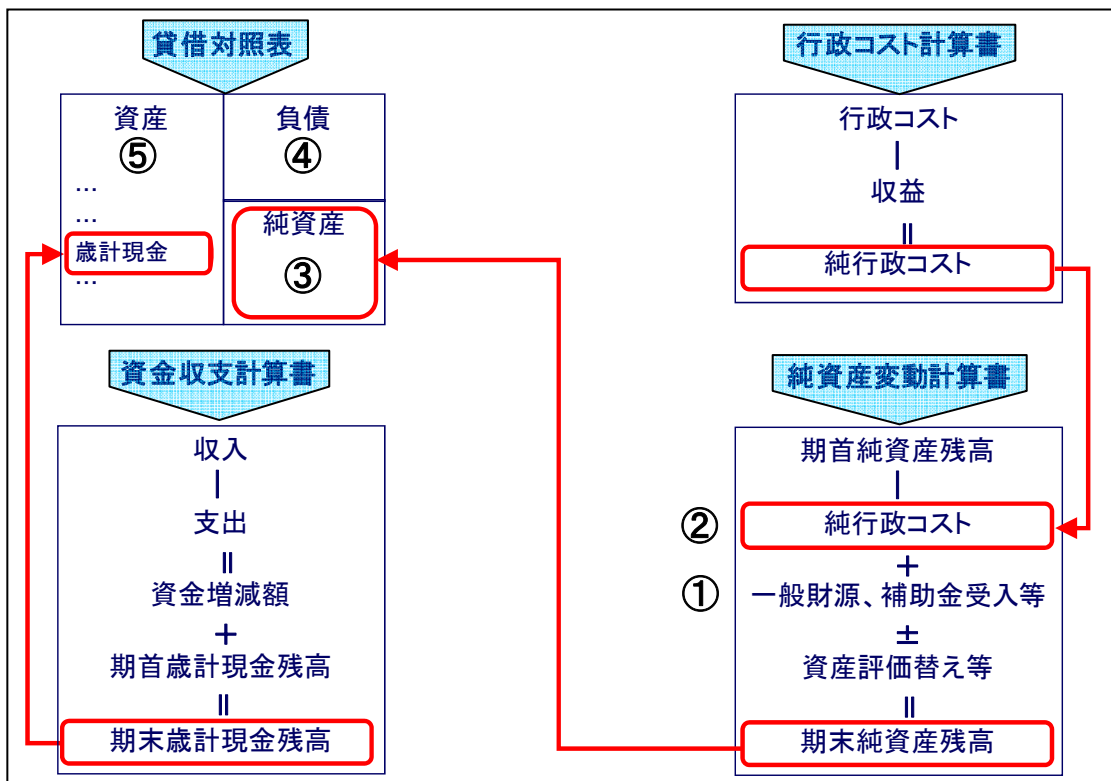 貸借対照表
資産
⑤
…
…
歳計現金
…
負債
④
純資産
③
行政コスト計算書
行政コスト
－
収益
＝
純行政コスト
資金収支計算書
収入
－
支出
＝
資金増減額
＋
期首歳計現金残高
＝
期末歳計現金残高
純資産変動計算書
期首純資産残高
－
② 純行政コスト
＋
① 一般財源、補助金受入等
±
資産評価替え等
＝
期末純資産残高